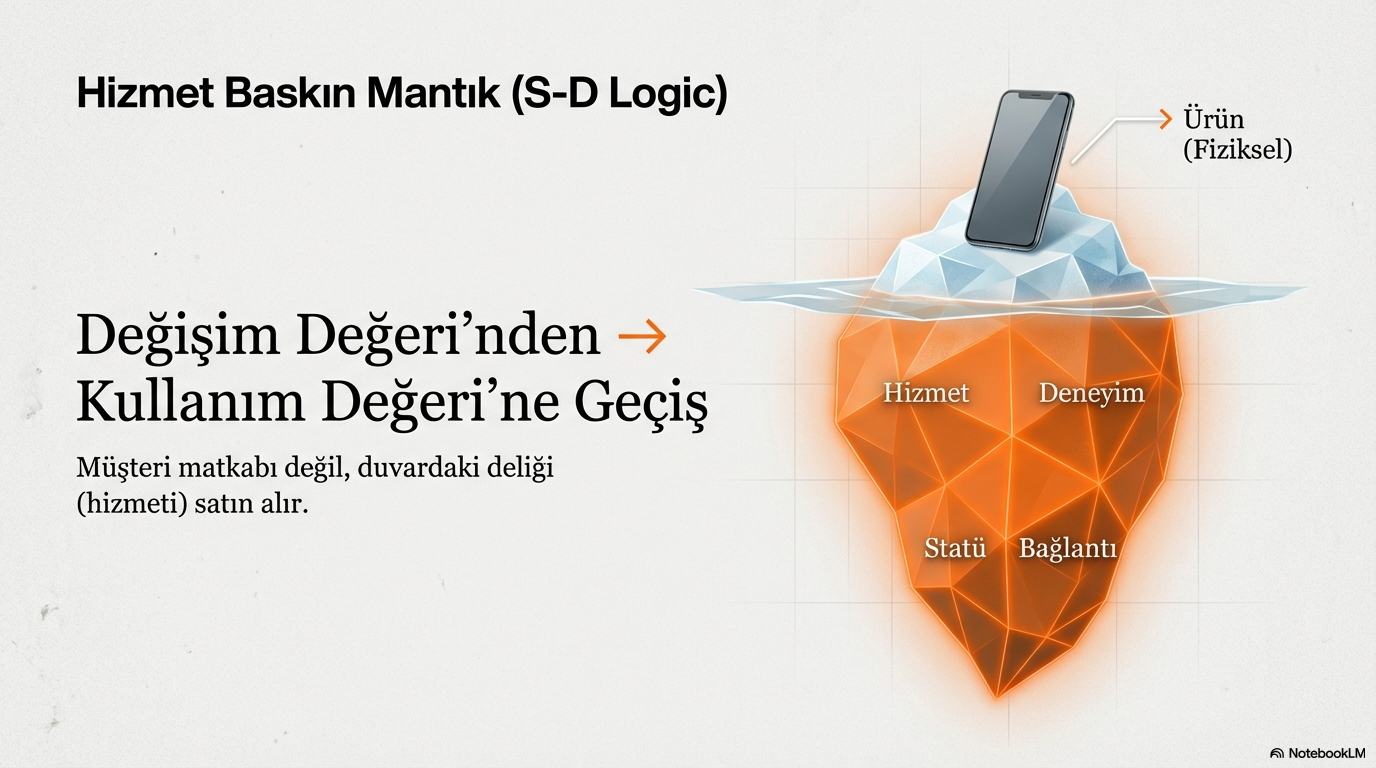 Hizmet Baskın Mantık (S-D Logic)
Değişim Değeri’nden →
Kullanım Değeri’ne Geçiş
Müşteri matkabı değil, duvardaki deliği
(hizmeti) satın alır.
Ürün
(Fiziksel)
Hizmet
Deneyim
Statü
Bağlantı
NotebookLM